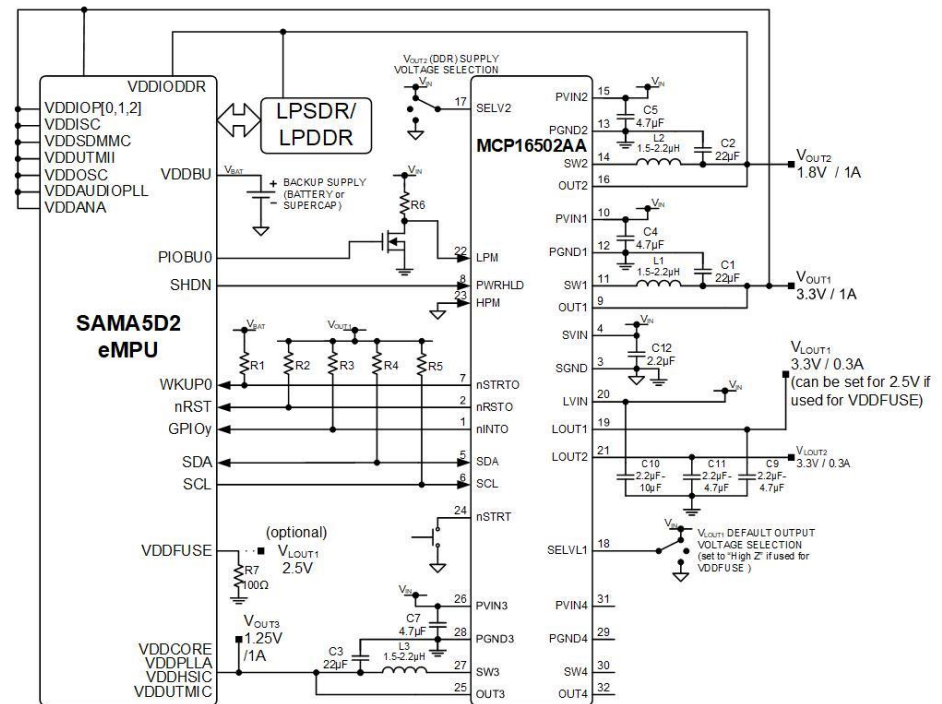 VDDIODDR
VDDIOP[0,1,2]
VDDISC
VDDSDMMC
VDDUTMII
VDDOSC
VDDAUDIOPLL
VDDANA
LPSDR/
LPDDR
VDDBU
VBAT
+
–
BACKUP SUPPLY
(BATTERY or
SUPERCAP)
PIOBU0
SHDN
SAMA5D2
eMPU
VIN
R6
VBAT
VOUT1
R1
R2
R3
R4
R5
WKUP0
nRST
GPIOy
SDA
SCL
VDDFUSE
(optional)
VLOUT1
2.5V
R7
100Ω
VOUT3
1.25V
/1A
VDDCORE
VDDPLLA
VDDHSIC
VDDUTMIC
VOUT2 (DDR) SUPPLY
VOLTAGE SELECTION
VIN
17
SELV2
MCP16502AA
22
LPM
8
PWRHLD
23
HPM
7
nSTRTO
2
nRSTO
1
nINTO
5
SDA
6
SCL
24
nSTRT
VIN
26
PVIN3
C7
4.7µF
28
PGND3
C3
22µF
L3
1.5-2.2µH
27
SW3
25
OUT3
PVIN2
15
VIN
C5
4.7µF
PGND2
13
L2
1.5-2.2µH
C2
22µF
SW2
14
OUT2
16
VOUT2
1.8V / 1A
PVIN1
10
VIN
C4
4.7µF
PGND1
12
L1
1.5-2.2µH
C1
22µF
SW1
11
OUT1
9
VOUT1
3.3V / 1A
SVIN
4
VIN
C12
2.2µF
SGND
3
LVIN
20
VIN
LOUT1
19
VLOUT1
3.3V / 0.3A
(can be set for 2.5V if
used for VDDFUSE)
LOUT2
21
VLOUT2
3.3V / 0.3A
C10
2.2µF-
10µF
C11
2.2µF-
4.7µF
C9
2.2µF-
4.7µF
SELVL1
18
VIN
VLOUT1 DEFAULT OUTPUT
VOLTAGE SELECTION
(set to "High Z" if used for
VDDFUSE )
PVIN4
31
PGND4
29
SW4
30
OUT4
32